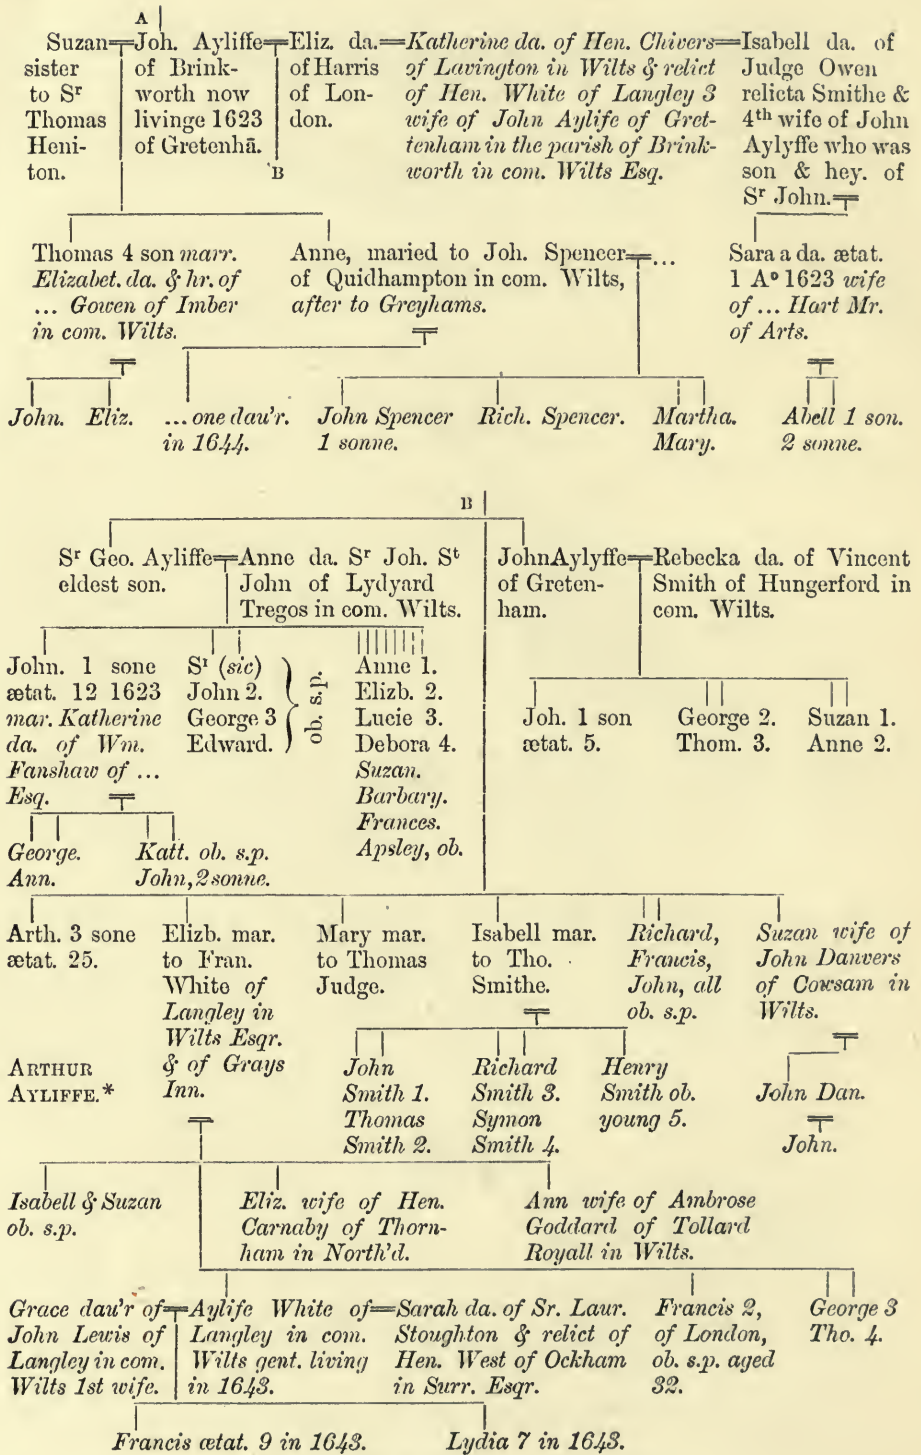 A
Suzan
sister
to Sʳ
Thomas
Heni-
ton.
Joh. Ayliffe
of Brink-
worth now
livinge 1623
of Gretenhā.
Eliz. da.
of Harris
of Lon-
don.
B
Katherine da. of Hen. Chivers
of Lavington in Wilts & relict
of Hen. White of Langley 3
wife of John Aylife of Gret-
tenham in the parish of Brink-
worth in com. Wilts Esq.
Isabell da. of
Judge Owen
relicta Smithe &
4ᵗʰ wife of John
Aylyffe who was
son & hey. of
Sʳ John.
Thomas 4 son marr.
Elizabet. da. & hr. of
... Gowen of Imber
in com. Wilts.
Anne, maried to Joh. Spencer ...
of Quidhampton in com. Wilts,
after to Greyhams.
Sara a da. ætat.
1 Aᵒ 1623 wife
of ... Hart Mr.
of Arts.
John. Eliz.
... one dau'r.
in 1644.
John Spencer
1 sonne.
Rich. Spencer.
Martha.
Mary.
Abell 1 son.
2 sonne.
B
Sʳ Geo. Ayliffe
eldest son.
Anne da. Sʳ Joh. Sᵗ
John of Lydyard
Tregos in com. Wilts.
John Aylyffe
of Greten-
ham.
Rebecka da. of Vincent
Smith of Hungerford in
com. Wilts.
John. 1 sone
ætat. 12 1623
mar. Katherine
da. of Wm.
Fanshaw of ...
Esq.
Sᶦ (sic)
John 2.
George 3
Edward.
ob. s.p.
Anne 1.
Elizb. 2.
Lucie 3.
Debora 4.
Suzan.
Barbary.
Frances.
Apsley, ob.
Joh. 1 son
ætat. 5.
George 2.
Thom. 3.
Suzan 1.
Anne 2.
George.
Ann.
Katt. ob. s.p.
John, 2 sonne.
Arth. 3 sone
ætat. 25.
Elizb. mar.
to Fran.
White of
Langley in
Wilts Esqr.
& of Grays
Inn.
Mary mar.
to Thomas
Judge.
Isabell mar.
to Tho.
Smithe.
Richard,
Francis,
John, all
ob. s.p.
Suzan wife of
John Danvers
of Cowsam in
Wilts.
ARTHUR
AYLIFFE.*
John
Smith 1.
Thomas
Smith 2.
Richard
Smith 3.
Symon
Smith 4.
Henry
Smith ob.
young 5.
John Dan.
John.
Isabell & Suzan
ob. s.p.
Eliz. wife of Hen.
Carnaby of Thorn-
ham in North'd.
Ann wife of Ambrose
Goddard of Tollard
Royall in Wilts.
Grace dau'r of
John Lewis of
Langley in com.
Wilts 1st wife.
Aylife White of
Langley in com.
Wilts gent. living
in 1643.
Sarah da. of Sr. Laur.
Stoughton & relict of
Hen. West of Ockham
in Surr. Esqr.
Francis 2,
of London,
ob. s.p. aged
32.
George 3
Tho. 4.
Francis ætat. 9 in 1643.
Lydia 7 in 1643.